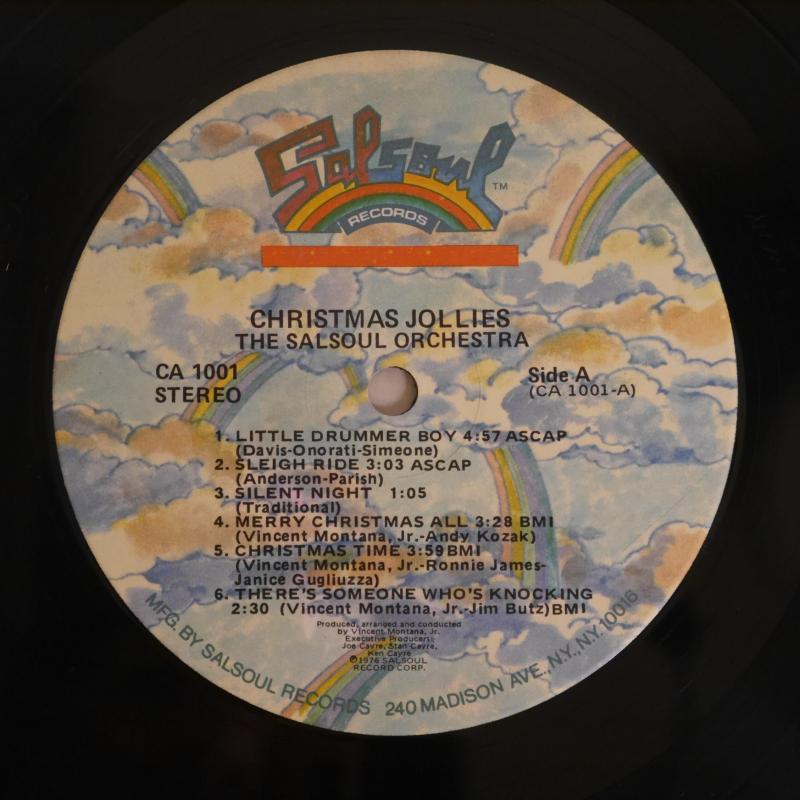 Salsoul TM
RECORDS
CHRISTMAS JOLLIES
THE SALSOUL ORCHESTRA
CA 1001
STEREO
Side A
(CA 1001-A)
1. LITTLE DRUMMER BOY 4:57 ASCAP
(Davis-Onorati-Simeone)
2. SLEIGH RIDE 3:03 ASCAP
(Anderson-Parish)
3. SILENT NIGHT 1:05
(Traditional)
4. MERRY CHRISTMAS ALL 3:28 BMI
(Vincent Montana, Jr.-Andy Kozak)
5. CHRISTMAS TIME 3:59 BMI
(Vincent Montana, Jr.-Ronnie James-
Janice Gugliuzza)
6. THERE'S SOMEONE WHO'S KNOCKING
2:30 (Vincent Montana, Jr.-Jim Butz) BMI
Produced, arranged and conducted
by Vincent Montana, Jr.
Executive Producers:
Joe Cayre, Stan Cayre,
Ken Cayre
℗1976 SALSOUL
RECORD CORP.
MFG. BY SALSOUL RECORDS 240 MADISON AVE., N.Y., N.Y. 10016